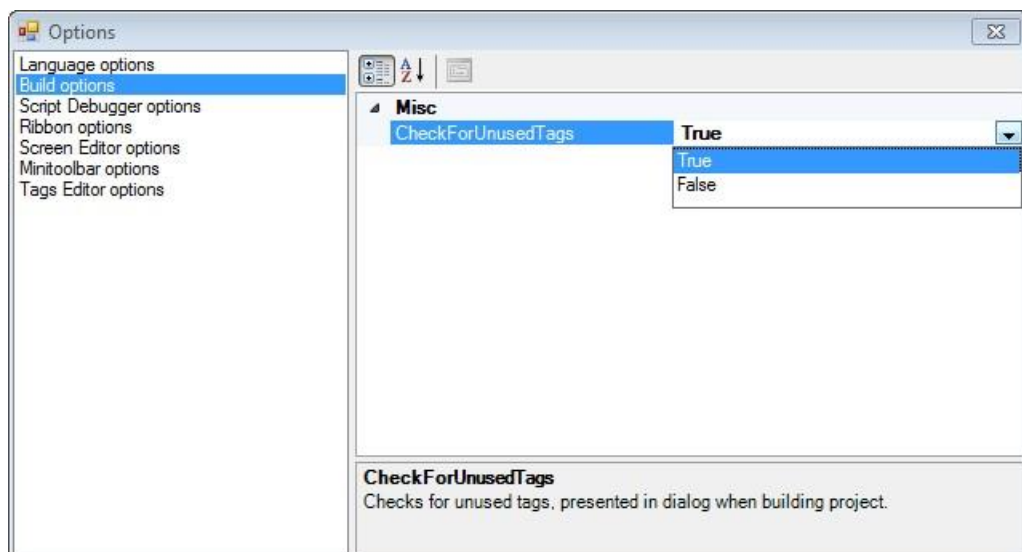 Options
Language options
Build options
Script Debugger options
Ribbon options
Screen Editor options
Minitoolbar options
Tags Editor options
A
Z
Misc
CheckForUnusedTags True
True
False
CheckForUnusedTags
Checks for unused tags, presented in dialog when building project.